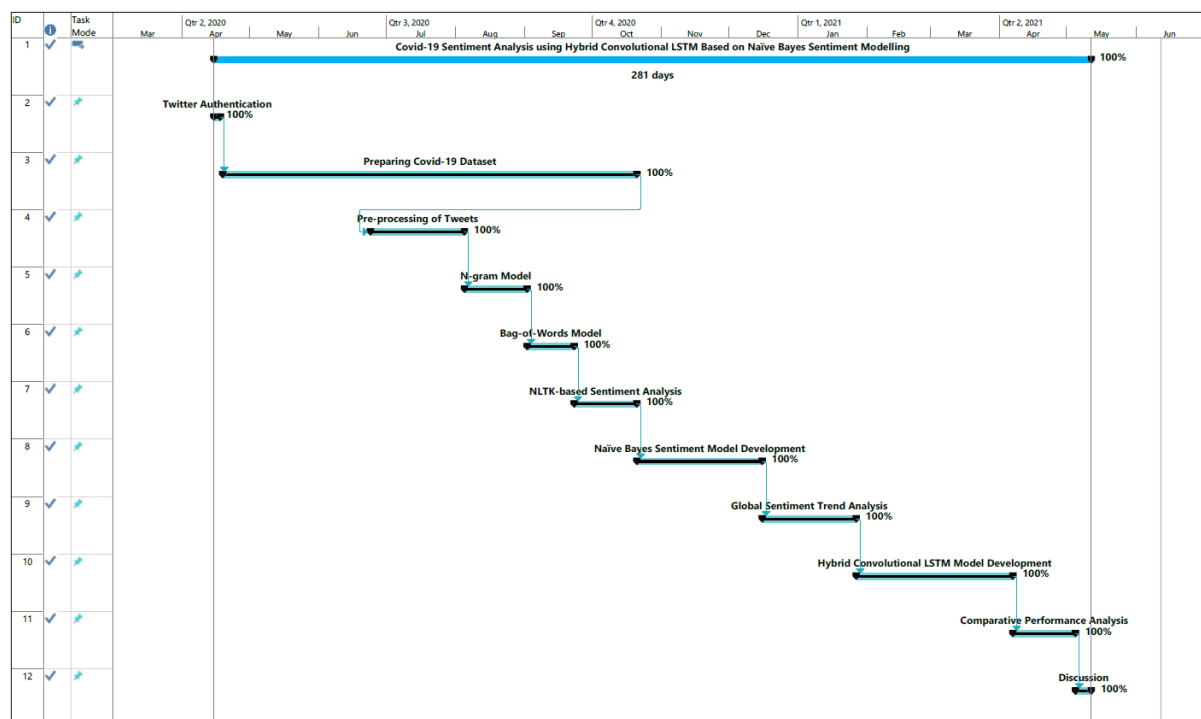 ID Task Mode Qtr 2, 2020 Qtr 3, 2020 Qtr 4, 2020 Qtr 1, 2021 Qtr 2, 2021
Mar Apr May Jun Jul Aug Sep Oct Nov Dec Jan Feb Mar Apr May Jun
1 Covid-19 Sentiment Analysis using Hybrid Convolutional LSTM Based on Naïve Bayes Sentiment Modelling
100%
281 days
2 Twitter Authentication
100%
3 Preparing Covid-19 Dataset
100%
4 Pre-processing of Tweets
100%
5 N-gram Model
100%
6 Bag-of-Words Model
100%
7 NLTK-based Sentiment Analysis
100%
8 Naïve Bayes Sentiment Model Development
100%
9 Global Sentiment Trend Analysis
100%
10 Hybrid Convolutional LSTM Model Development
100%
11 Comparative Performance Analysis
100%
12 Discussion
100%